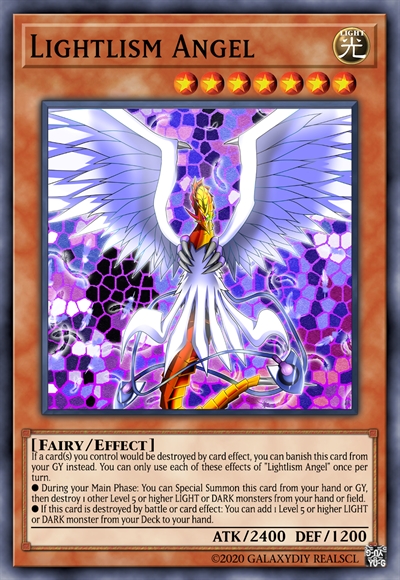 Lightlism Angel
LIGHT
光
[Fairy/Effect]
If a card(s) you control would be destroyed by card effect, you can banish this card from
your GY instead. You can only use each of these effects of "Lightlism Angel" once per
turn.
● During your Main Phase: You can Special Summon this card from your hand or GY,
then destroy 1 other Level 5 or higher LIGHT or DARK monsters from your hand or field.
● If this card is destroyed by battle or card effect: You can add 1 Level 5 or higher LIGHT
or DARK monster from your Deck to your hand.
ATK/2400 DEF/1200
©2020 GALAXYDIY REALSCL